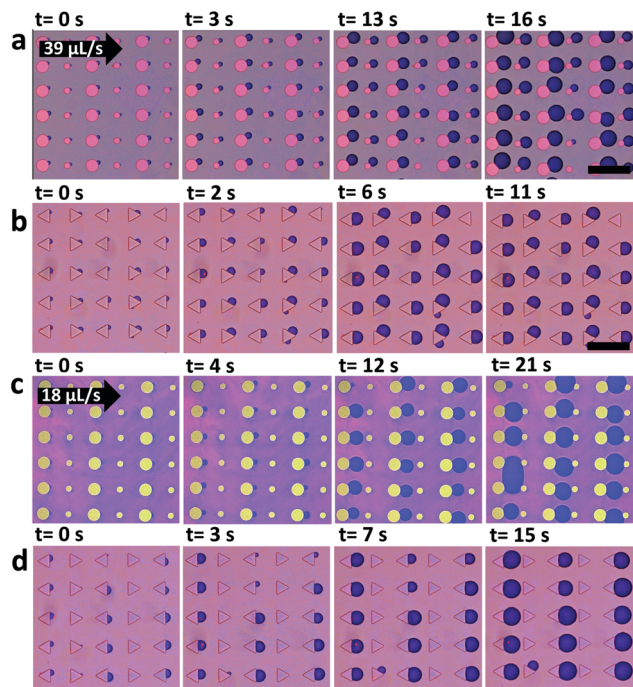 t= 0 s t= 3 s t= 13 s t= 16 s
a
39 µL/s
t= 0 s t= 2 s t= 6 s t= 11 s
b
t= 0 s t= 4 s t= 12 s t= 21 s
c
18 µL/s
t= 0 s t= 3 s t= 7 s t= 15 s
d